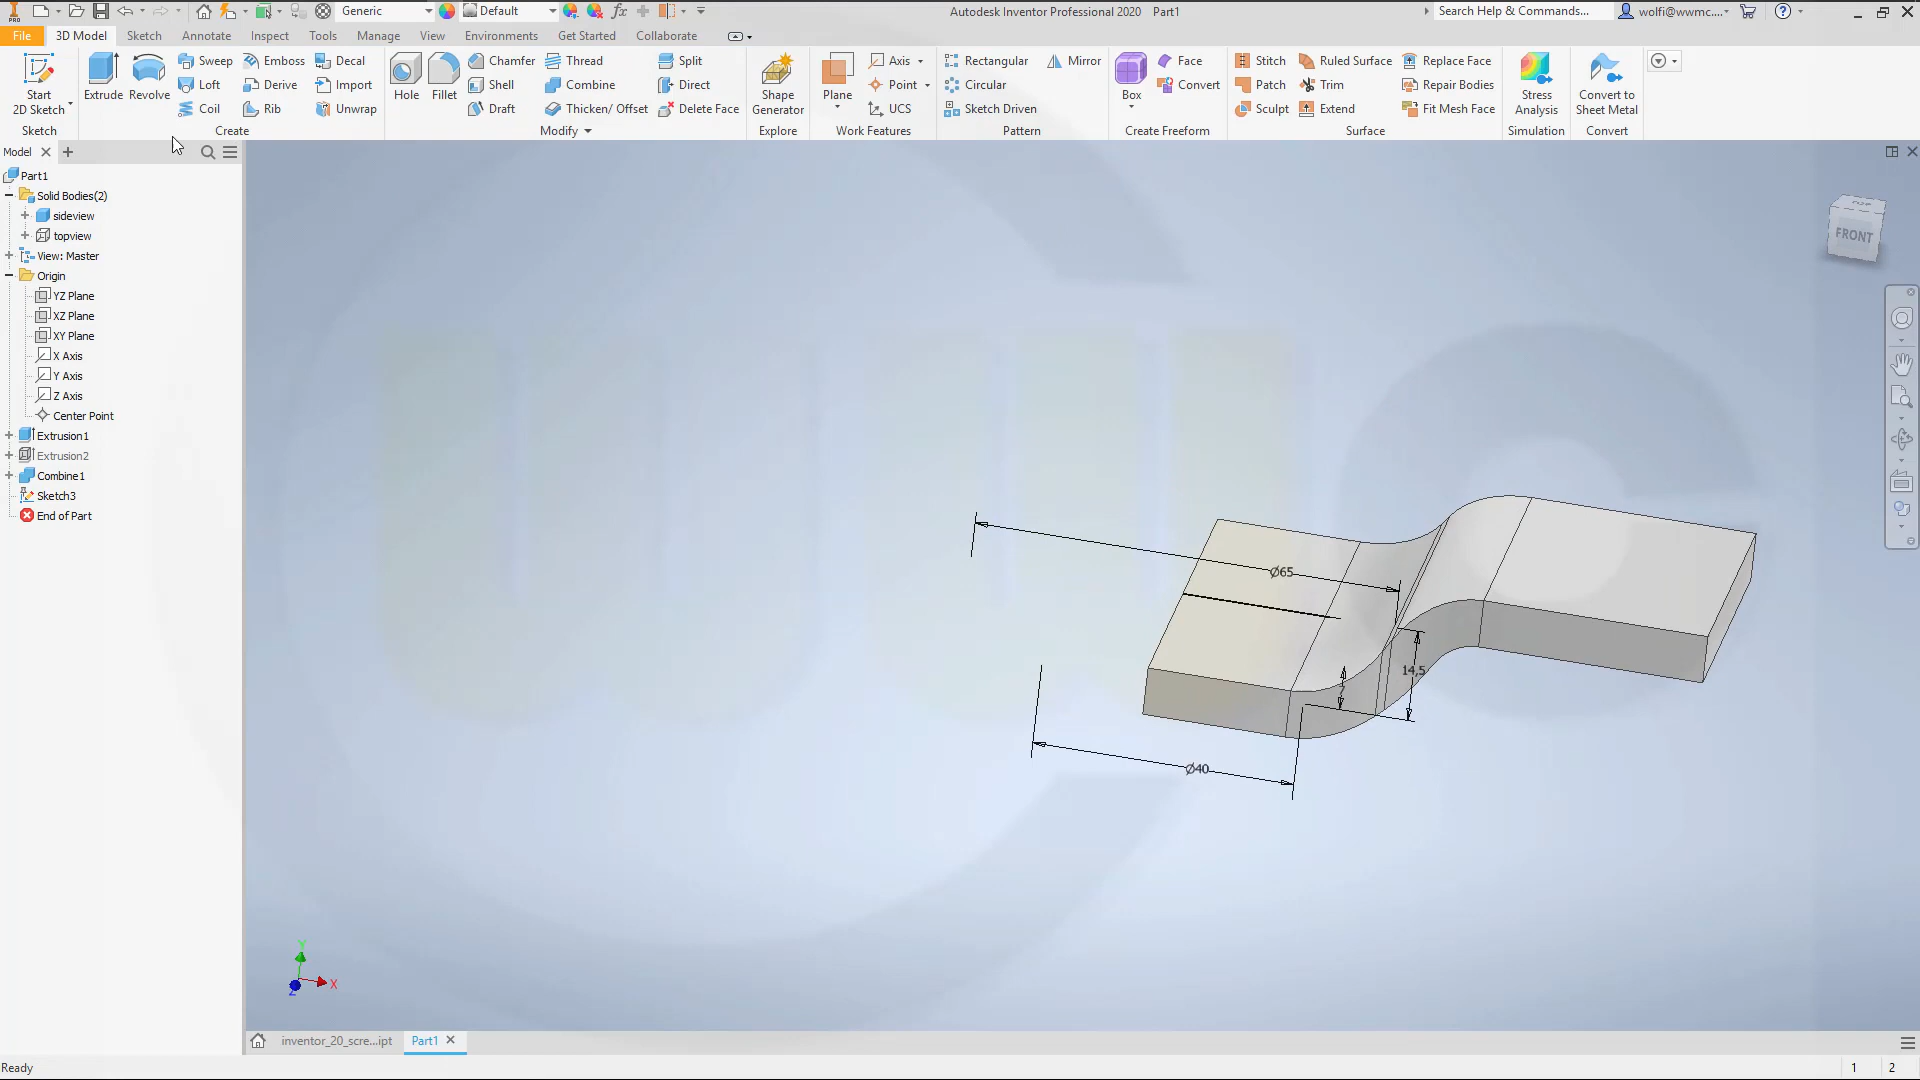 PRO Generic Default fx Autodesk Inventor Professional 2020 Part1 Search Help & Commands... wolfi@wwmc....
File 3D Model Sketch Annotate Inspect Tools Manage View Environments Get Started Collaborate
Start 2D Sketch
Sketch
Extrude Revolve
Sweep Emboss Decal
Loft Derive Import
Coil Rib Unwrap
Create
Hole Fillet
Chamfer Thread Split
Shell Combine Direct
Draft Thicken/ Offset Delete Face
Modify
Shape Generator
Explore
Plane
Axis
Point
UCS
Work Features
Rectangular Mirror
Circular
Sketch Driven
Pattern
Box
Face
Convert
Create Freeform
Stitch Ruled Surface Replace Face
Patch Trim Repair Bodies
Sculpt Extend Fit Mesh Face
Surface
Stress Analysis
Simulation
Convert to Sheet Metal
Convert
Model
Part1
Solid Bodies(2)
sideview
topview
View: Master
Origin
YZ Plane
XZ Plane
XY Plane
X Axis
Y Axis
Z Axis
Center Point
Extrusion1
Extrusion2
Combine1
Sketch3
End of Part
TOP
FRONT
Ø65
14,5
7
Ø40
Y
X
Z
inventor_20_scre...ipt Part1
Ready 1 2